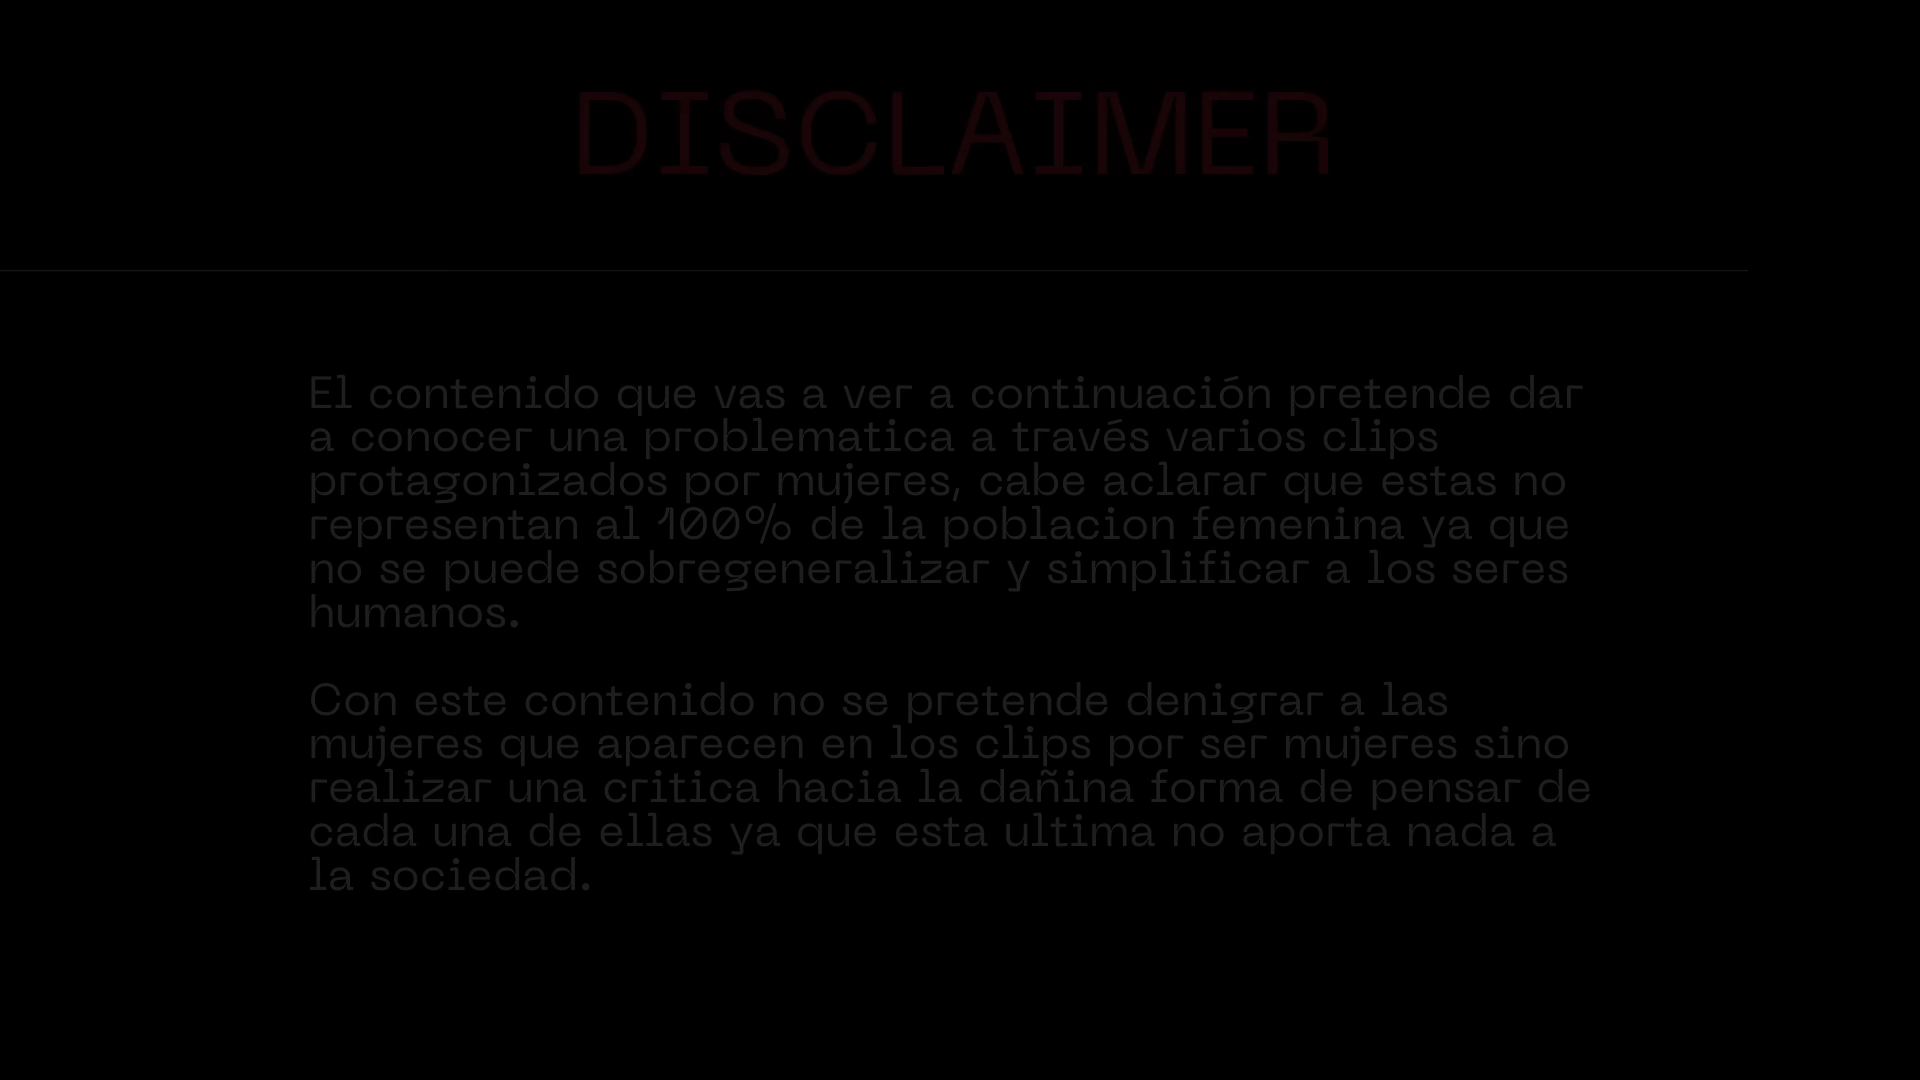 DISCLAIMER
El contenido que vas a ver a continuación pretende dar
a conocer una problematica a través varios clips
protagonizados por mujeres, cabe aclarar que estas no
representan al 100% de la poblacion femenina ya que
no se puede sobregeneralizar y simplificar a los seres
humanos.
Con este contenido no se pretende denigrar a las
mujeres que aparecen en los clips por ser mujeres sino
realizar una critica hacia la dañina forma de pensar de
cada una de ellas ya que esta ultima no aporta nada a
la sociedad.